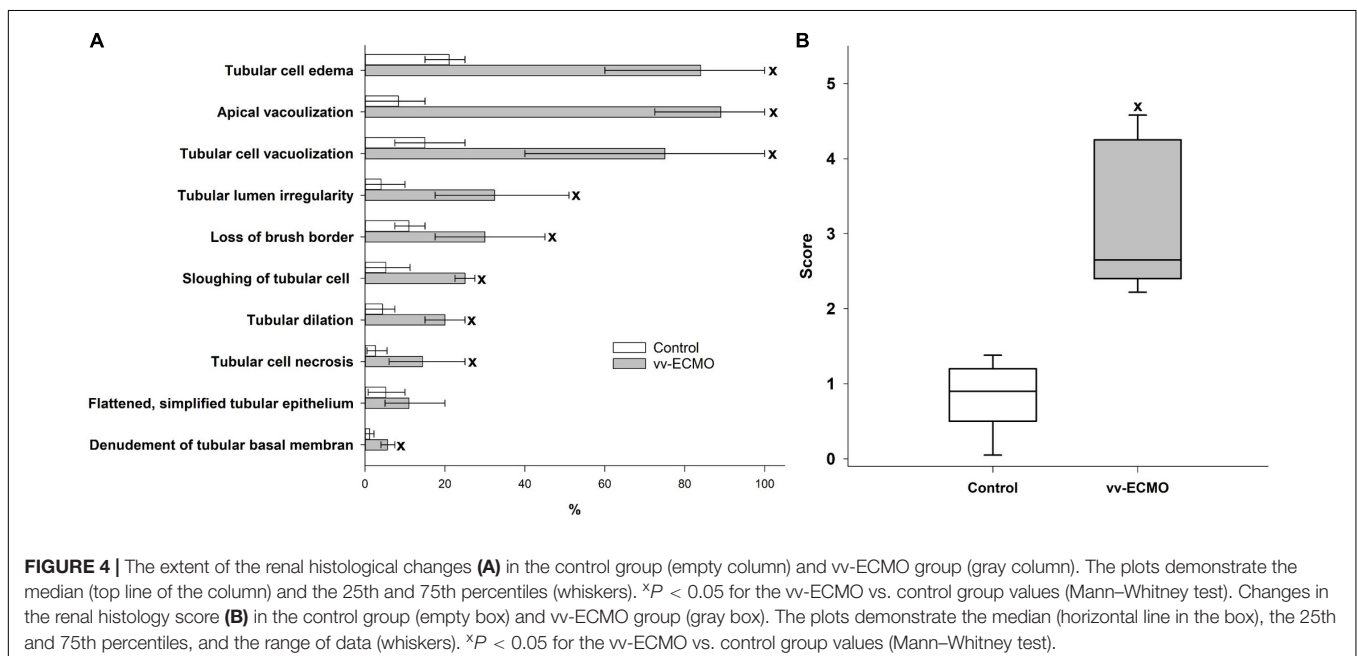 A
B
Tubular cell edema
x
Apical vacoulization
x
Tubular cell vacuolization
x
Tubular lumen irregularity
x
Loss of brush border
x
Sloughing of tubular cell
x
Tubular dilation
x
Tubular cell necrosis
x
Flattened, simplified tubular epithelium
Denudement of tubular basal membran
x
Control
vv-ECMO
0 20 40 60 80 100
%
x
5
4
3
2
1
0
Score
Control vv-ECMO
FIGURE 4 | The extent of the renal histological changes (A) in the control group (empty column) and vv-ECMO group (gray column). The plots demonstrate the
median (top line of the column) and the 25th and 75th percentiles (whiskers). ˣP < 0.05 for the vv-ECMO vs. control group values (Mann–Whitney test). Changes in
the renal histology score (B) in the control group (empty box) and vv-ECMO group (gray box). The plots demonstrate the median (horizontal line in the box), the 25th
and 75th percentiles, and the range of data (whiskers). ˣP < 0.05 for the vv-ECMO vs. control group values (Mann–Whitney test).